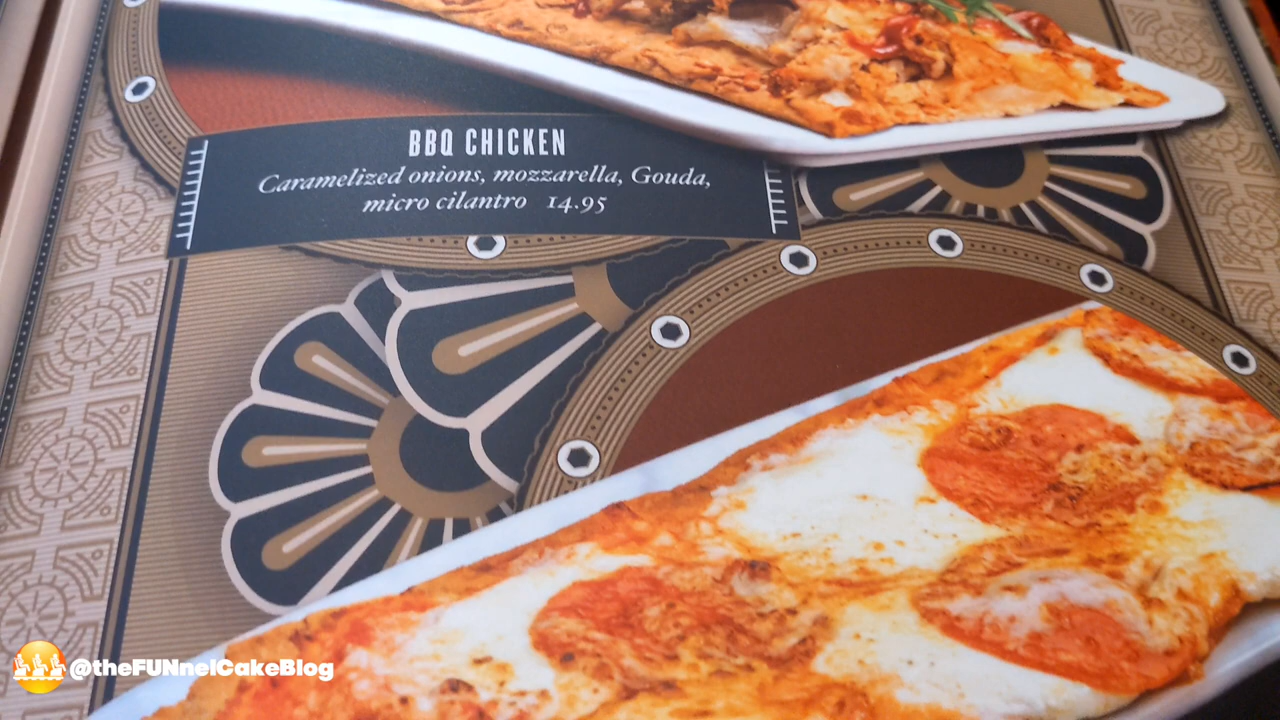 BBQ CHICKEN
Caramelized onions, mozzarella, Gouda,
micro cilantro 14.95
@theFUNnelCakeBlog